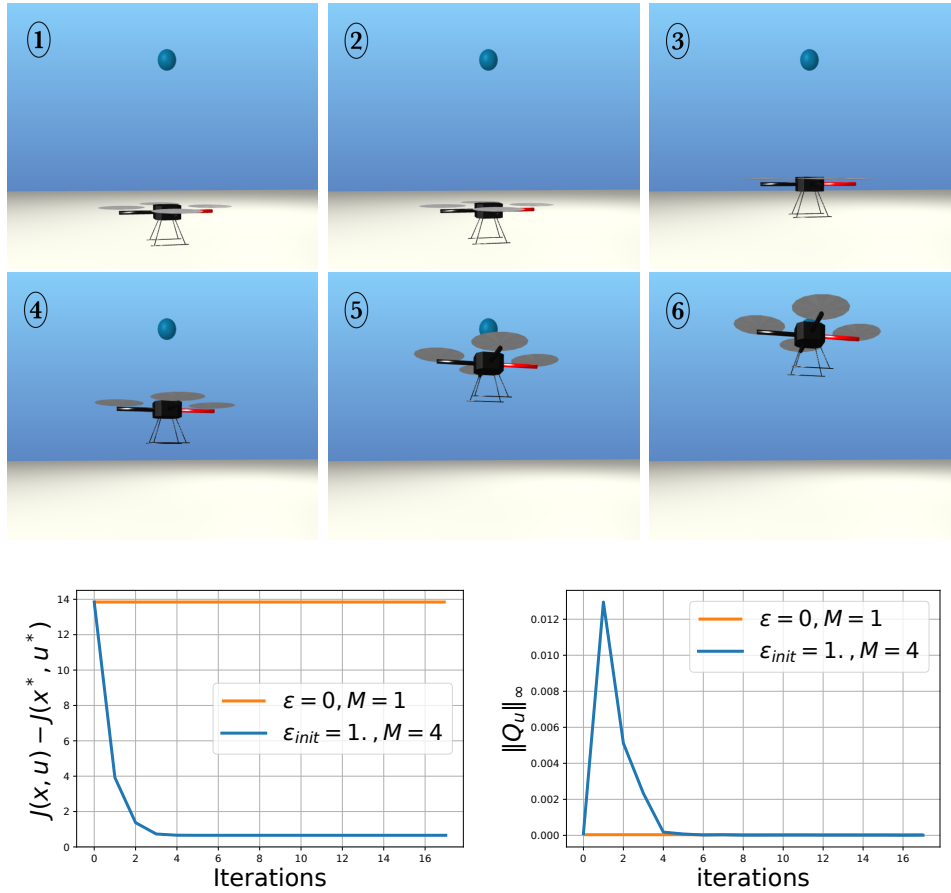 ①
②
③
④
⑤
⑥
J(x, u) − J(x*, u*)
14
12
10
8
6
4
2
0
ε = 0, M = 1
ε_init = 1. , M = 4
0 2 4 6 8 10 12 14 16
Iterations
‖Q_u‖_∞
0.012
0.010
0.008
0.006
0.004
0.002
0.000
ε = 0, M = 1
ε_init = 1. , M = 4
0 2 4 6 8 10 12 14 16
iterations